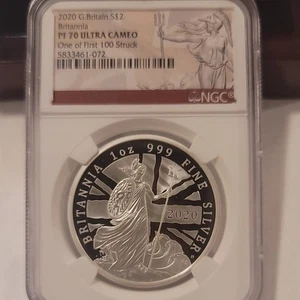 2020 G.Britain S£2
Britannia
PF 70 ULTRA CAMEO
One of First 100 Struck
5833461-072
NGC
BRITANNIA 1oz 999 FINE SILVER
2020